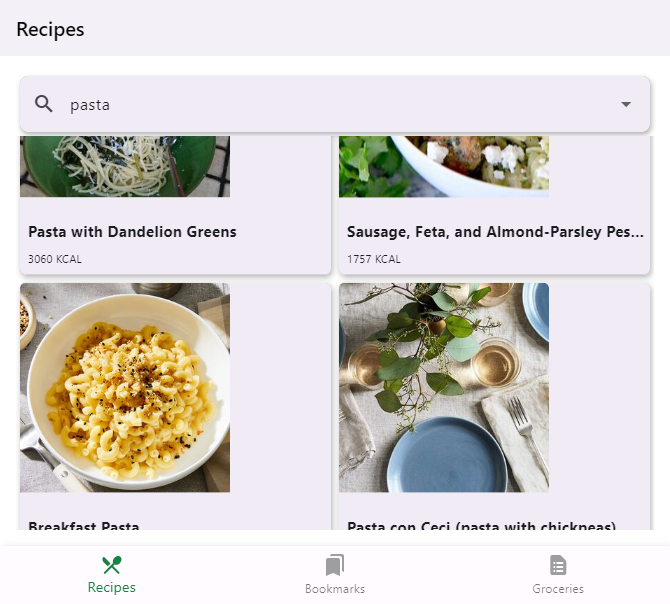 Recipes
pasta
Pasta with Dandelion Greens
3060 KCAL
Sausage, Feta, and Almond-Parsley Pes...
1757 KCAL
Breakfast Pasta
Pasta con Ceci (pasta with chickpeas)
Recipes
Bookmarks
Groceries